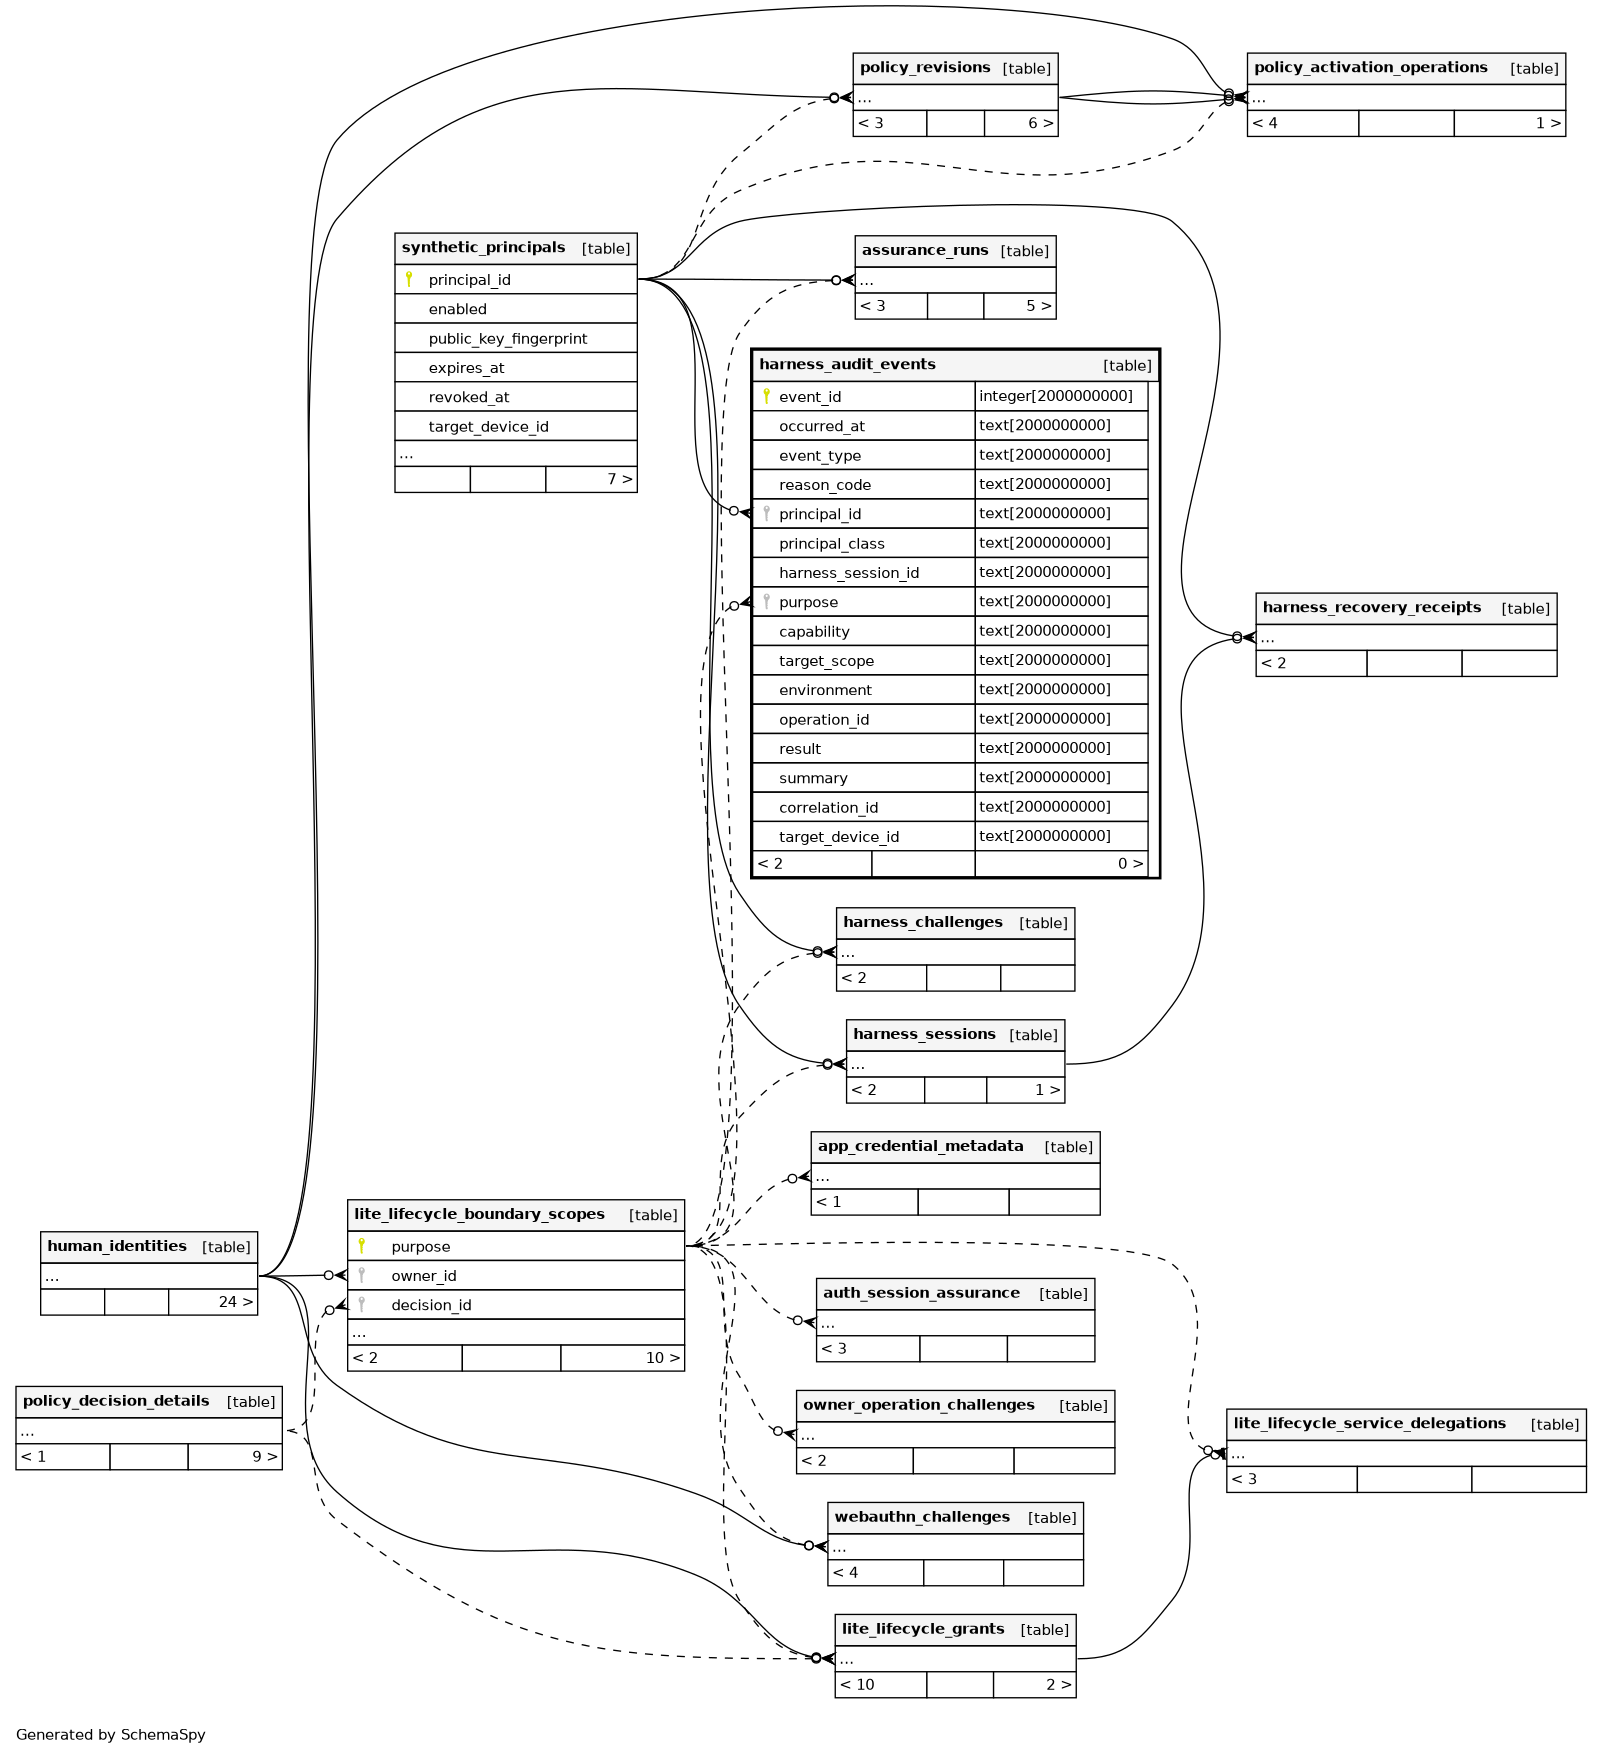 policy_revisions [table]
...
< 3 6 >
policy_activation_operations [table]
...
< 4 1 >
synthetic_principals [table]
principal_id
enabled
public_key_fingerprint
expires_at
revoked_at
target_device_id
...
7 >
assurance_runs [table]
...
< 3 5 >
harness_audit_events [table]
event_id integer[2000000000]
occurred_at text[2000000000]
event_type text[2000000000]
reason_code text[2000000000]
principal_id text[2000000000]
principal_class text[2000000000]
harness_session_id text[2000000000]
purpose text[2000000000]
capability text[2000000000]
target_scope text[2000000000]
environment text[2000000000]
operation_id text[2000000000]
result text[2000000000]
summary text[2000000000]
correlation_id text[2000000000]
target_device_id text[2000000000]
< 2 0 >
harness_recovery_receipts [table]
...
< 2
harness_challenges [table]
...
< 2
harness_sessions [table]
...
< 2 1 >
app_credential_metadata [table]
...
< 1
lite_lifecycle_boundary_scopes [table]
purpose
owner_id
decision_id
...
< 2 10 >
human_identities [table]
...
24 >
auth_session_assurance [table]
...
< 3
policy_decision_details [table]
...
< 1 9 >
owner_operation_challenges [table]
...
< 2
lite_lifecycle_service_delegations [table]
...
< 3
webauthn_challenges [table]
...
< 4
lite_lifecycle_grants [table]
...
< 10 2 >
Generated by SchemaSpy